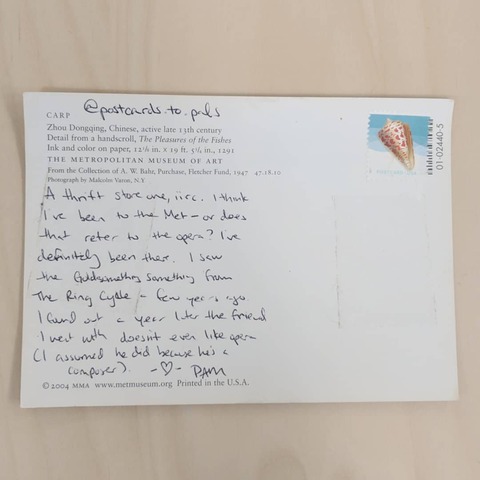 @postcards.to.pals
CARP
Zhou Dongqing, Chinese, active late 13th century
Detail from a handscroll, The Pleasures of the Fishes
Ink and color on paper, 12⅛ in. X 19 ft. 5⅞ in., 1291
THE METROPOLITAN MUSEUM OF ART
From the Collection of A. W. Bahr, Purchase, Fletcher Fund, 1947 47.18.10
Photograph by Malcolm Varon, N.Y.
A thrift store one, iirc. I think
I've been to the Met – or does
that refer to the opera? I've
definitely been there. I saw
the Goldsomething something from
The Ring Cycle a few years ago.
I found out a year later the friend
I went with doesn't even like opera
(I assumed he did because he's a
composer). -♡- PAM
© 2004 MMA www.metmuseum.org Printed in the U.S.A.
01-02440-5